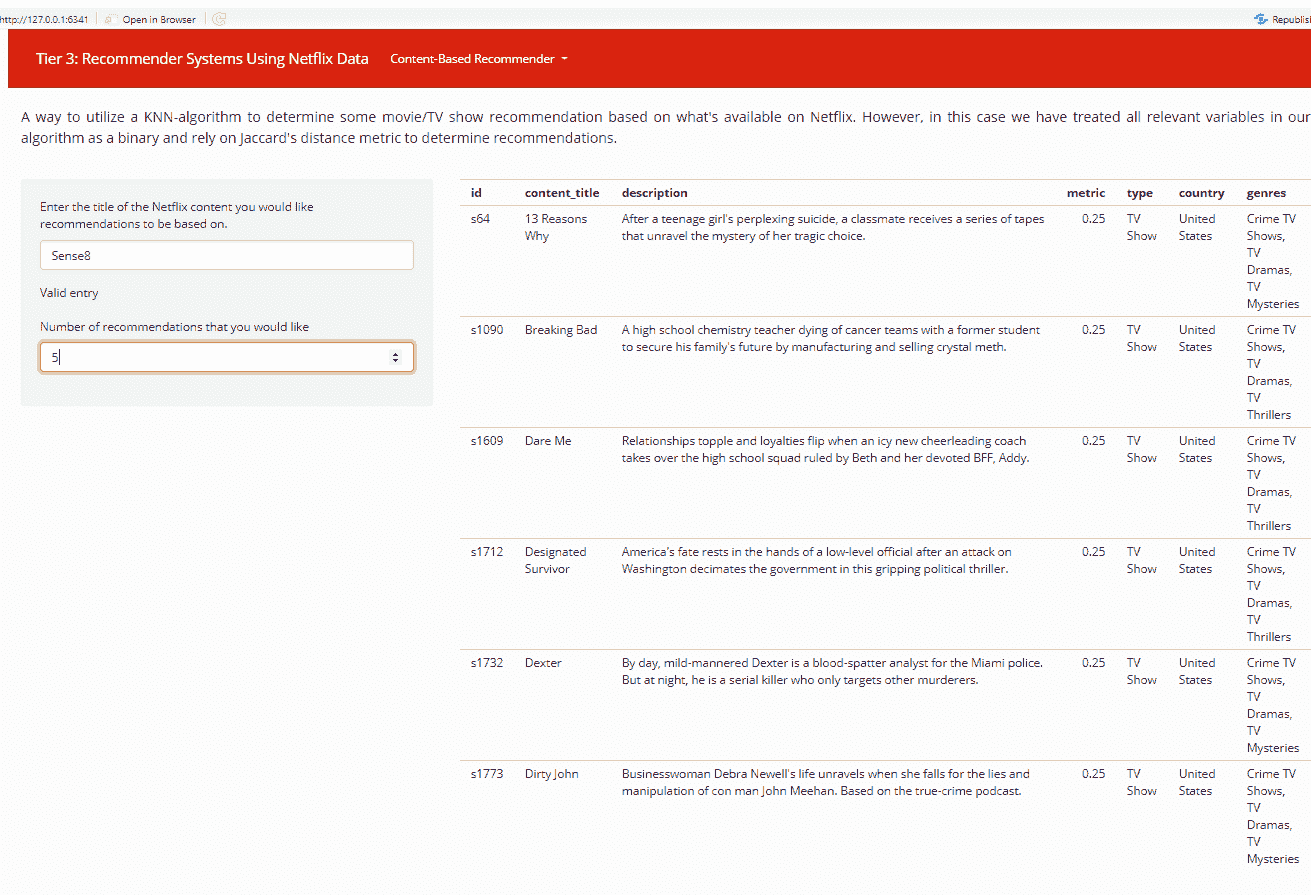 http://127.0.0.1:6341 Open in Browser Republis
Tier 3: Recommender Systems Using Netflix Data Content-Based Recommender
A way to utilize a KNN-algorithm to determine some movie/TV show recommendation based on what's available on Netflix. However, in this case we have treated all relevant variables in our
algorithm as a binary and rely on Jaccard's distance metric to determine recommendations.
Enter the title of the Netflix content you would like
recommendations to be based on.
Sense8
Valid entry
Number of recommendations that you would like
5
id content_title description metric type country genres
s64 13 Reasons After a teenage girl's perplexing suicide, a classmate receives a series of tapes 0.25 TV United Crime TV
Why that unravel the mystery of her tragic choice. Show States Shows,
TV
Dramas,
TV
Mysteries
s1090 Breaking Bad A high school chemistry teacher dying of cancer teams with a former student 0.25 TV United Crime TV
to secure his family's future by manufacturing and selling crystal meth. Show States Shows,
TV
Dramas,
TV
Thrillers
s1609 Dare Me Relationships topple and loyalties flip when an icy new cheerleading coach 0.25 TV United Crime TV
takes over the high school squad ruled by Beth and her devoted BFF, Addy. Show States Shows,
TV
Dramas,
TV
Thrillers
s1712 Designated America's fate rests in the hands of a low-level official after an attack on 0.25 TV United Crime TV
Survivor Washington decimates the government in this gripping political thriller. Show States Shows,
TV
Dramas,
TV
Thrillers
s1732 Dexter By day, mild-mannered Dexter is a blood-spatter analyst for the Miami police. 0.25 TV United Crime TV
But at night, he is a serial killer who only targets other murderers. Show States Shows,
TV
Dramas,
TV
Mysteries
s1773 Dirty John Businesswoman Debra Newell's life unravels when she falls for the lies and 0.25 TV United Crime TV
manipulation of con man John Meehan. Based on the true-crime podcast. Show States Shows,
TV
Dramas,
TV
Mysteries